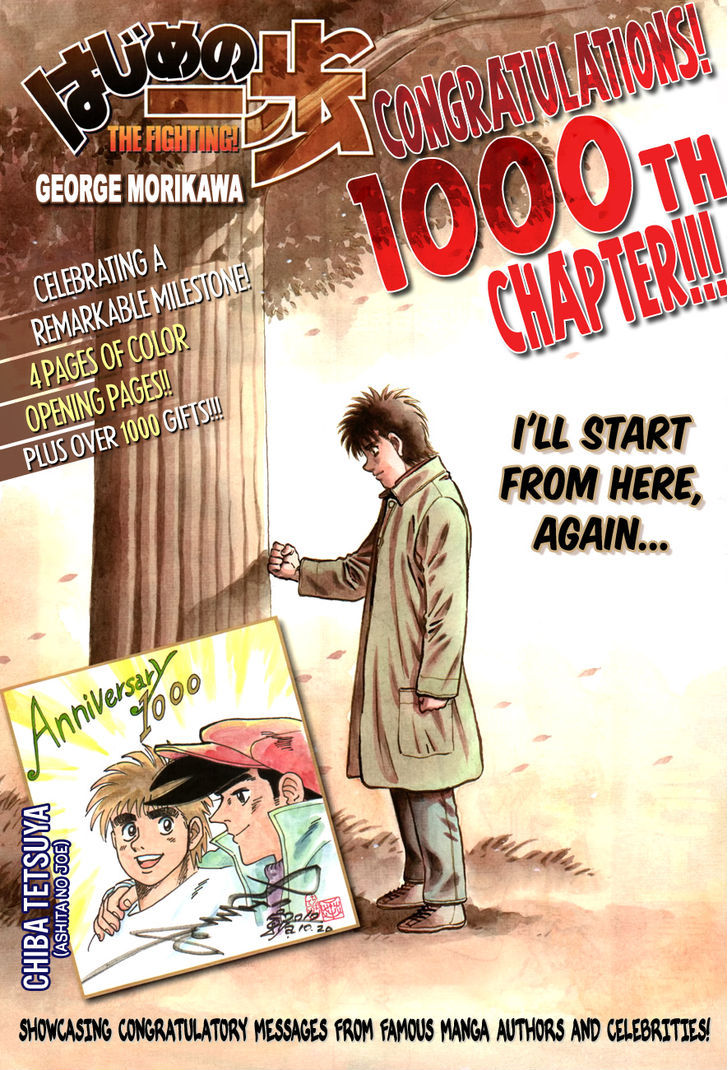 はじめの一歩
THE FIGHTING!
GEORGE MORIKAWA
CONGRATULATIONS!
1000TH
CHAPTER!!!
CELEBRATING A
REMARKABLE MILESTONE!
4 PAGES OF COLOR
OPENING PAGES!!
PLUS OVER 1000 GIFTS!!!
I'LL START
FROM HERE,
AGAIN...
Anniversary
1000
CHIBA TETSUYA
(ASHITA NO JOE)
SHOWCASING CONGRATULATORY MESSAGES FROM FAMOUS MANGA AUTHORS AND CELEBRITIES!